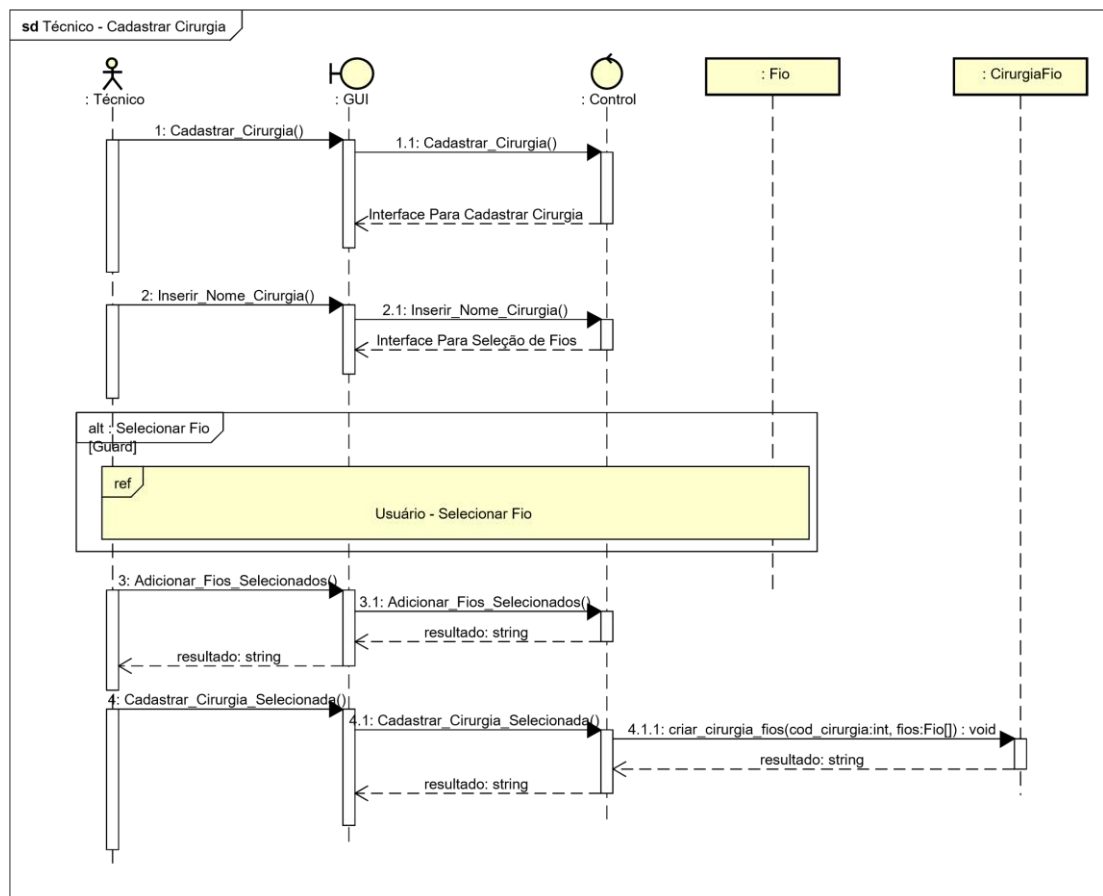 sd Técnico - Cadastrar Cirurgia
: Técnico
: GUI
: Control
: Fio
: CirurgiaFio
1: Cadastrar_Cirurgia()
1.1: Cadastrar_Cirurgia()
Interface Para Cadastrar Cirurgia
2: Inserir_Nome_Cirurgia()
2.1: Inserir_Nome_Cirurgia()
Interface Para Seleção de Fios
alt : Selecionar Fio
[Guard]
ref
Usuário - Selecionar Fio
3: Adicionar_Fios_Selecionados()
3.1: Adicionar_Fios_Selecionados()
resultado: string
resultado: string
4: Cadastrar_Cirurgia_Selecionada()
4.1: Cadastrar_Cirurgia_Selecionada()
4.1.1: criar_cirurgia_fios(cod_cirurgia:int, fios:Fio[]) : void
resultado: string
resultado: string